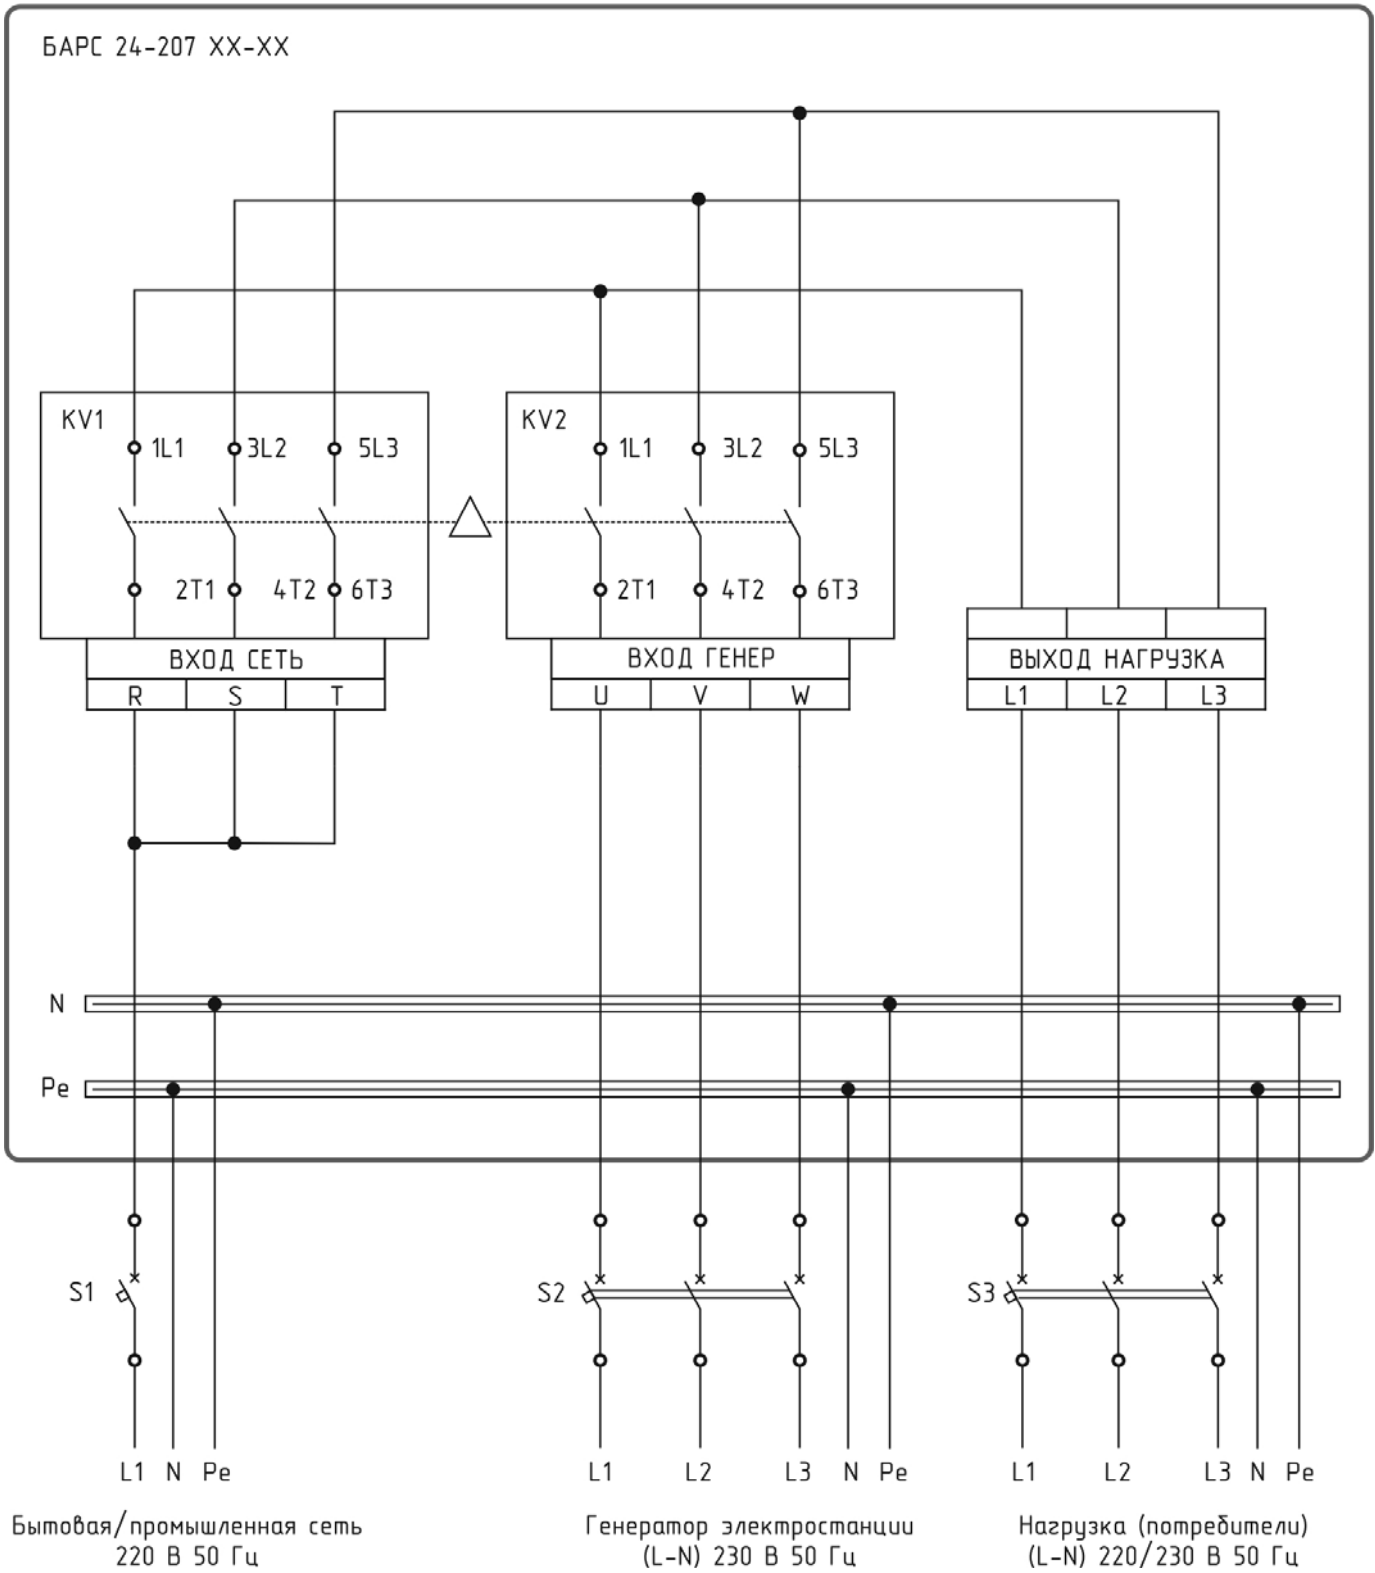 БАРС 24-207 XX-XX
KV1
1L1 3L2 5L3
KV2
1L1 3L2 5L3
2T1 4T2 6T3
2T1 4T2 6T3
ВХОД СЕТЬ
R S T
ВХОД ГЕНЕР
U V W
ВЫХОД НАГРУЗКА
L1 L2 L3
N
Pe
S1
S2
S3
L1 N Pe
L1 L2 L3 N Pe
L1 L2 L3 N Pe
Бытовая/промышленная сеть
220 В 50 Гц
Генератор электростанции
(L-N) 230 В 50 Гц
Нагрузка (потребители)
(L-N) 220/230 В 50 Гц